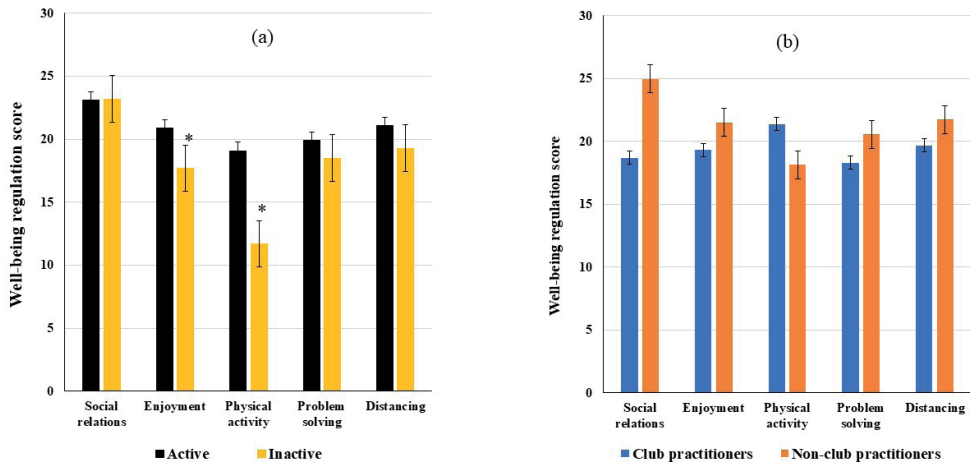 (a)
Well-being regulation score
30
25
20
15
10
5
0
*
*
Social
relations
Enjoyment
Physical
activity
Problem
solving
Distancing
Active
Inactive
(b)
Well-being regulation score
30
25
20
15
10
5
0
Social
relations
Enjoyment
Physical
activity
Problem
solving
Distancing
Club practitioners
Non-club practitioners